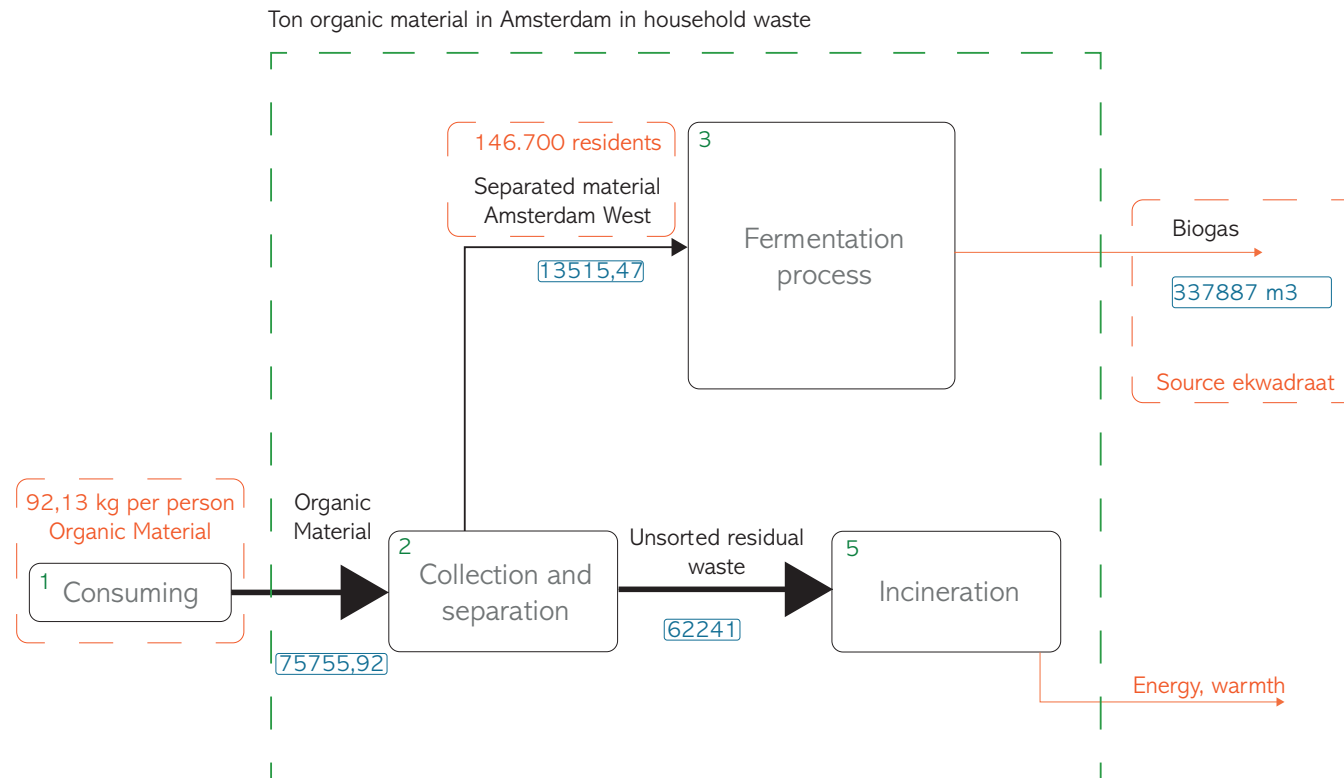 Ton organic material in Amsterdam in household waste
146.700 residents
Separated material
Amsterdam West
13515,47
3
Fermentation
process
Biogas
337887 m3
Source ekwadraat
92,13 kg per person
Organic Material
1
Consuming
Organic
Material
75755,92
2
Collection and
separation
Unsorted residual
waste
62241
5
Incineration
Energy, warmth